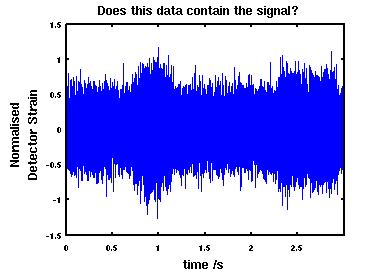 Does this data contain the signal?
1.5
1
0.5
0
-0.5
-1
-1.5
Normalised
Detector Strain
0 0.5 1 1.5 2 2.5
time /s